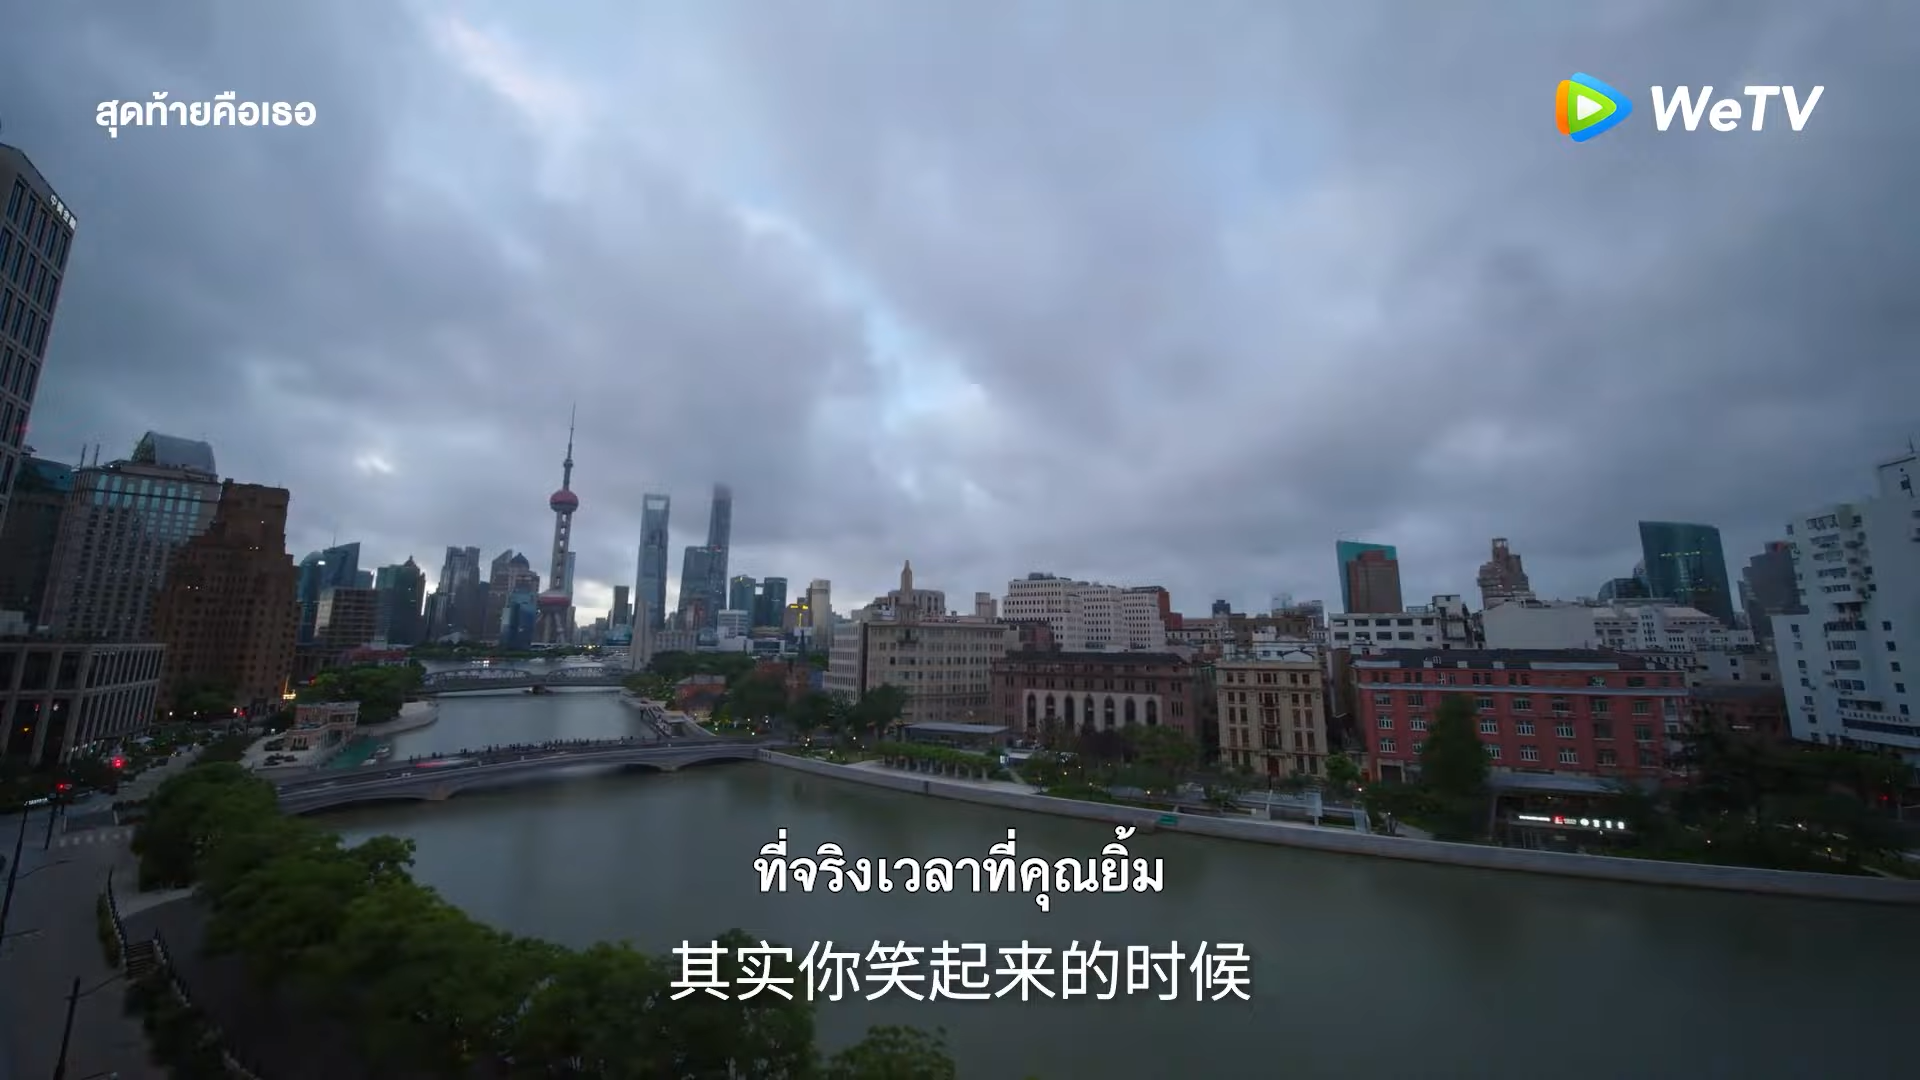 สุดท้ายคือเธอ
WeTV
ที่จริงเวลาที่คุณยิ้ม
其实你笑起来的时候